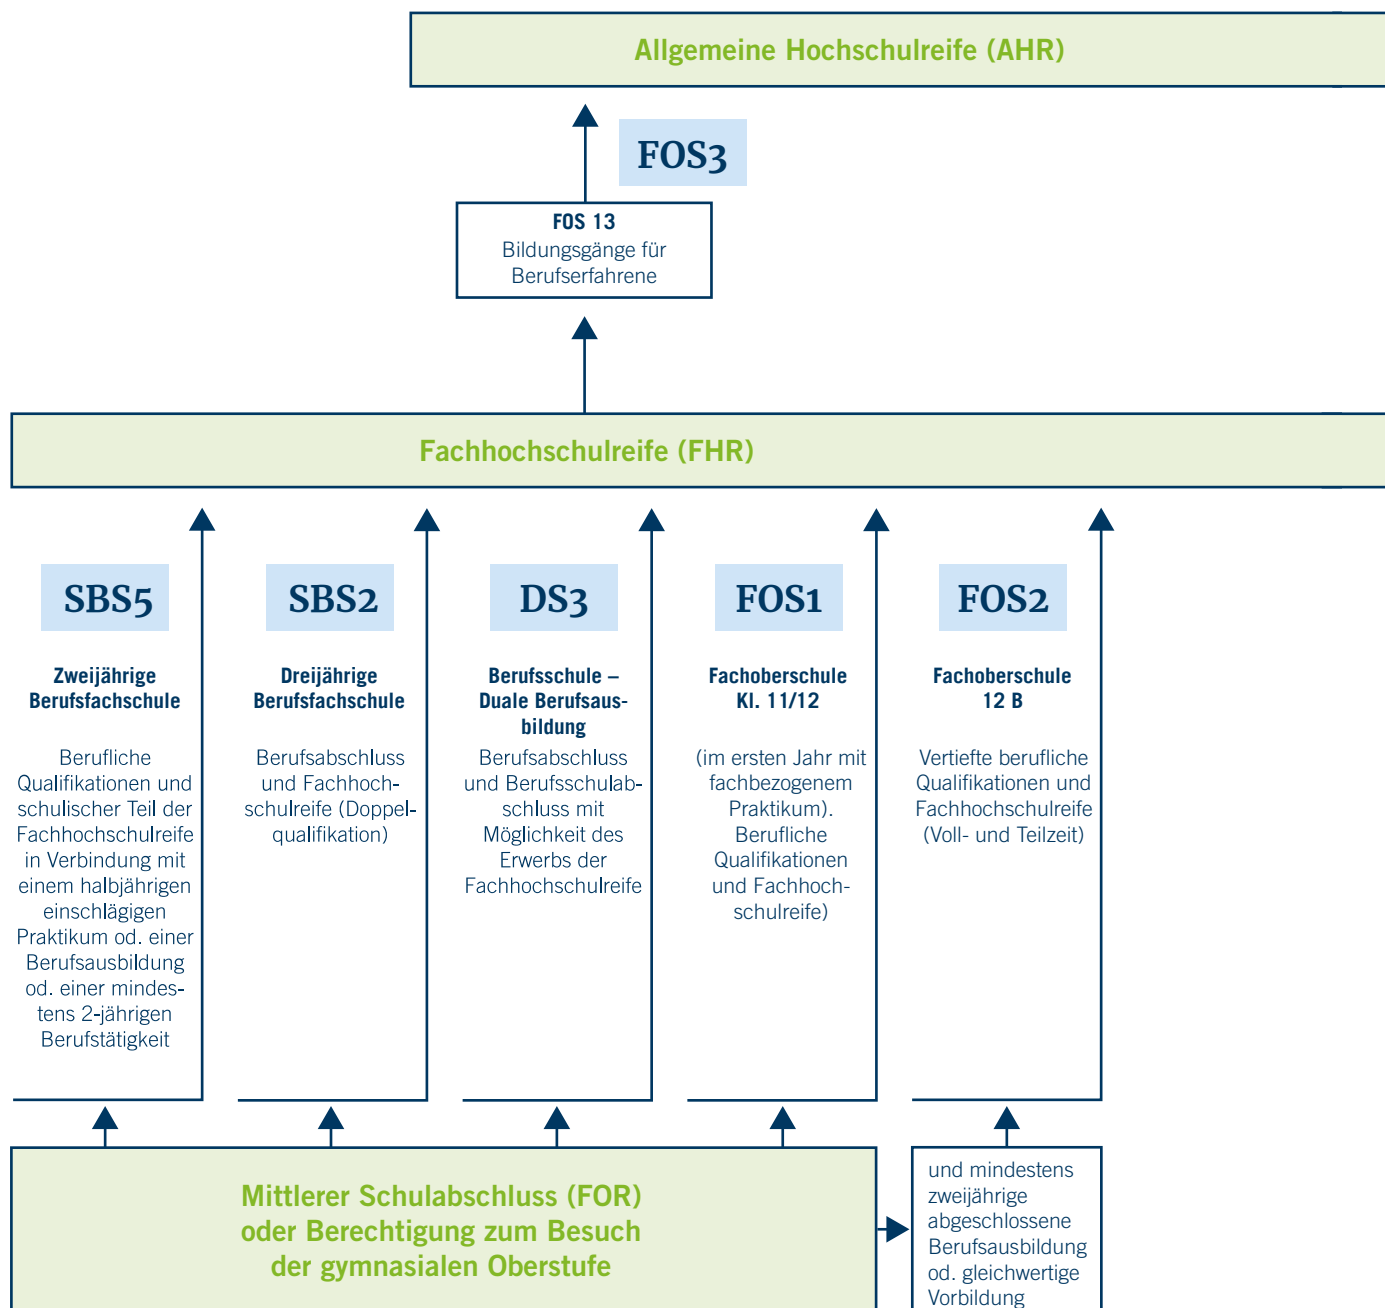 Allgemeine Hochschulreife (AHR)
FOS3
FOS 13
Bildungsgänge für
Berufserfahrene
Fachhochschulreife (FHR)
SBS5
Zweijährige
Berufsfachschule
Berufliche
Qualifikationen und
schulischer Teil der
Fachhochschulreife
in Verbindung mit
einem halbjährigen
einschlägigen
Praktikum od. einer
Berufsausbildung
od. einer mindes-
tens 2-jährigen
Berufstätigkeit
SBS2
Dreijährige
Berufsfachschule
Berufsabschluss
und Fachhoch-
schulreife (Doppel-
qualifikation)
DS3
Berufsschule –
Duale Berufsaus-
bildung
Berufsabschluss
und Berufsschulab-
schluss mit
Möglichkeit des
Erwerbs der
Fachhochschulreife
FOS1
Fachoberschule
Kl. 11/12
(im ersten Jahr mit
fachbezogenem
Praktikum).
Berufliche
Qualifikationen
und Fachhoch-
schulreife)
FOS2
Fachoberschule
12 B
Vertiefte berufliche
Qualifikationen und
Fachhochschulreife
(Voll- und Teilzeit)
Mittlerer Schulabschluss (FOR)
oder Berechtigung zum Besuch
der gymnasialen Oberstufe
und mindestens
zweijährige
abgeschlossene
Berufsausbildung
od. gleichwertige
Vorbildung